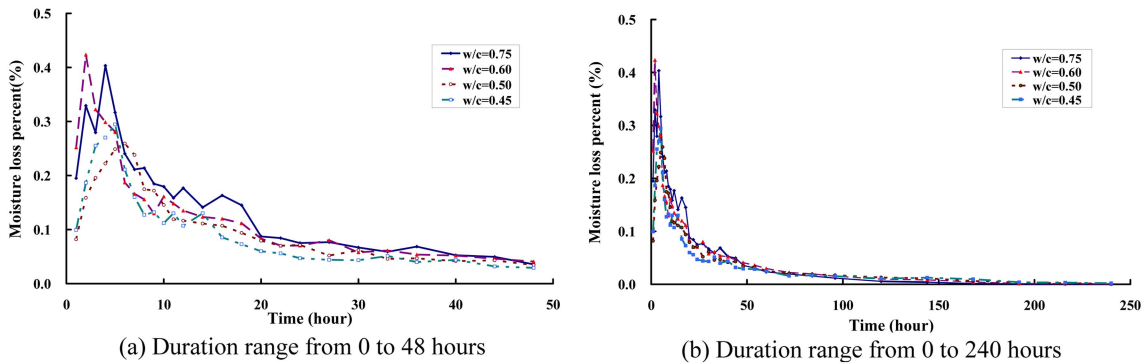 0.5
0.4
0.3
0.2
0.1
0.0
Moisture loss percent(%)
w/c=0.75
w/c=0.60
w/c=0.50
w/c=0.45
0 10 20 30 40 50
Time (hour)
(a) Duration range from 0 to 48 hours
0.5
0.4
0.3
0.2
0.1
0.0
Moisture loss percent (%)
w/c=0.75
w/c=0.60
w/c=0.50
w/c=0.45
0 50 100 150 200 250
Time (hour)
(b) Duration range from 0 to 240 hours